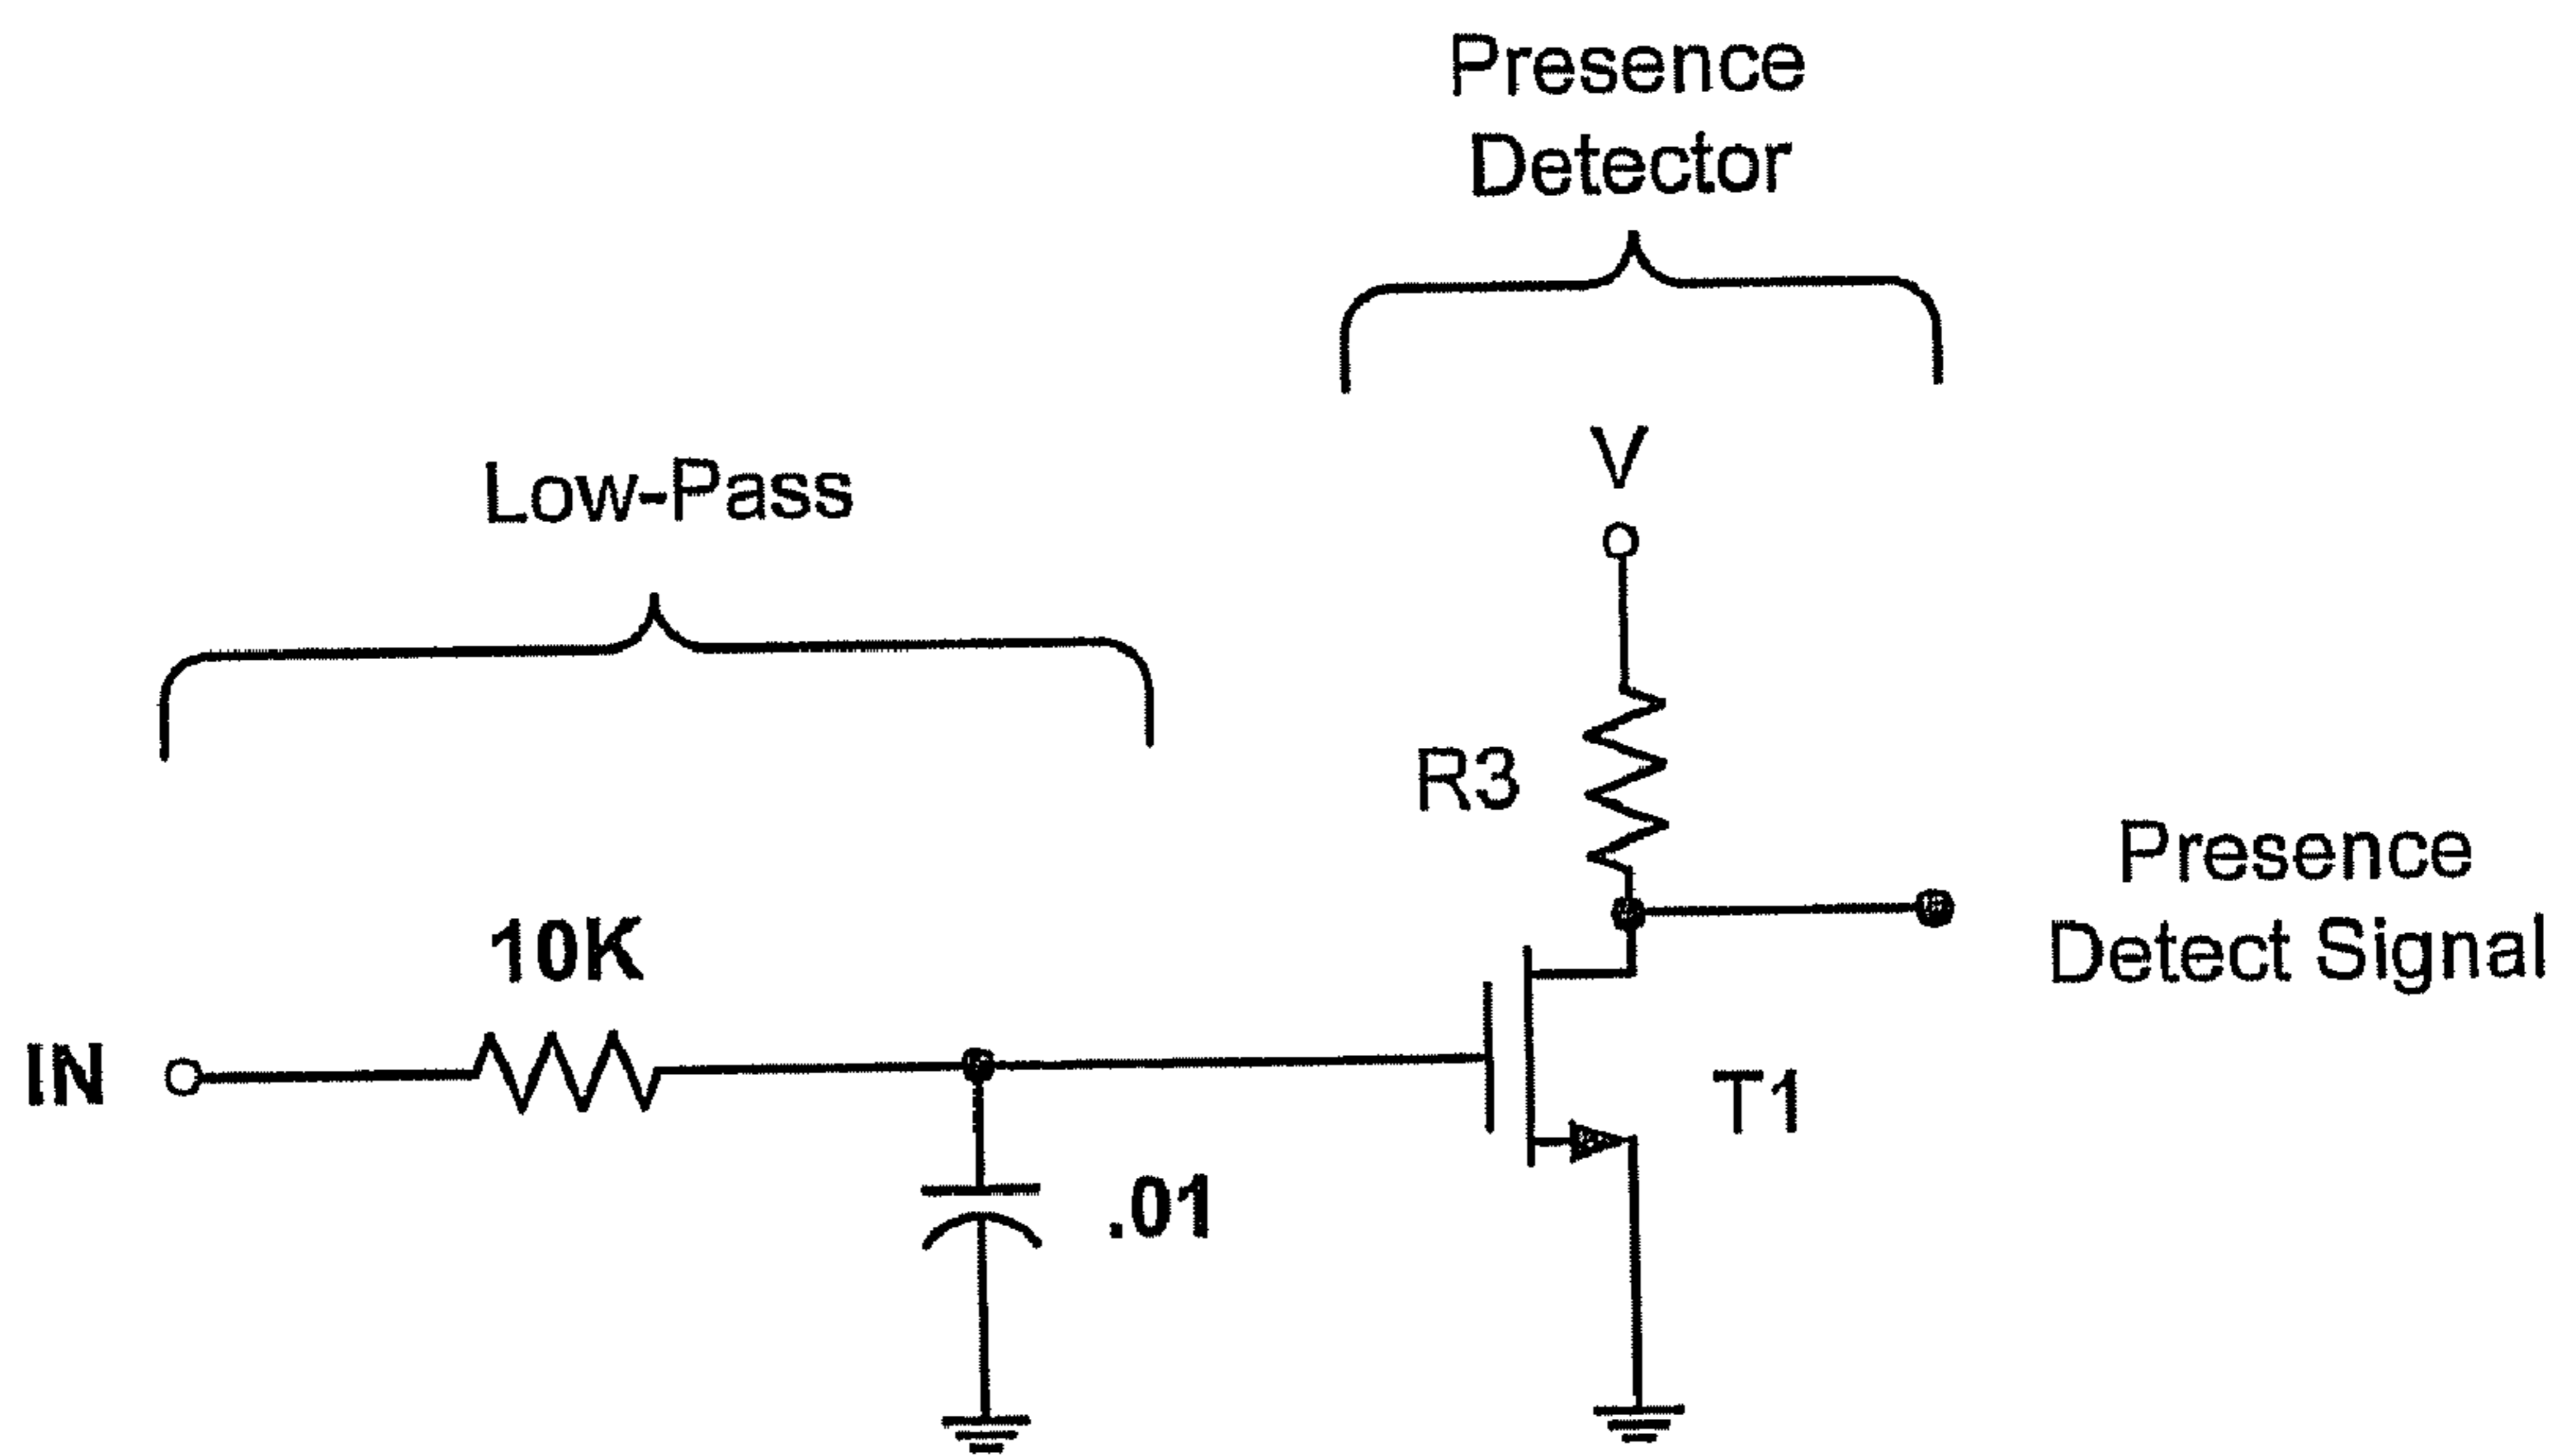 Presence
Detector
Low-Pass
V
R3
Presence
Detect Signal
10K
IN
T1
.01